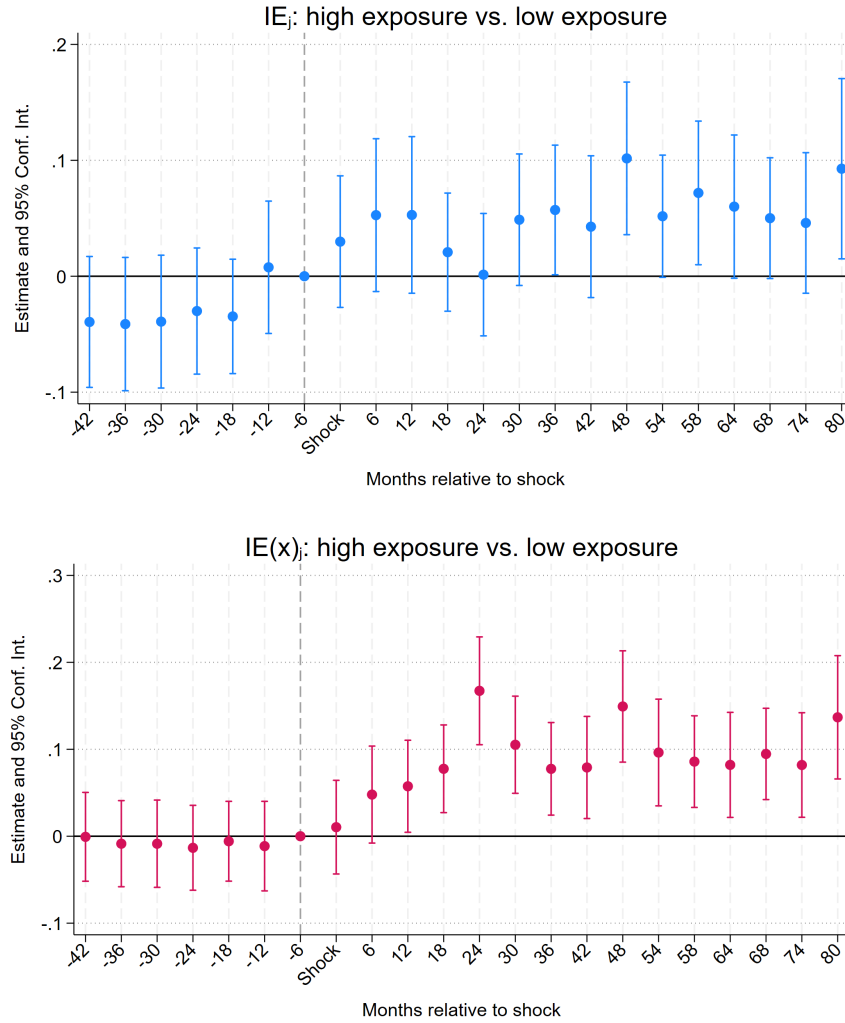 IEⱼ: high exposure vs. low exposure
Estimate and 95% Conf. Int.
.2
.1
0
-.1
-42 -36 -30 -24 -18 -12 -6 Shock 6 12 18 24 30 36 42 48 54 58 64 68 74 80
Months relative to shock
IE(x)ⱼ: high exposure vs. low exposure
Estimate and 95% Conf. Int.
.3
.2
.1
0
-.1
-42 -36 -30 -24 -18 -12 -6 Shock 6 12 18 24 30 36 42 48 54 58 64 68 74 80
Months relative to shock